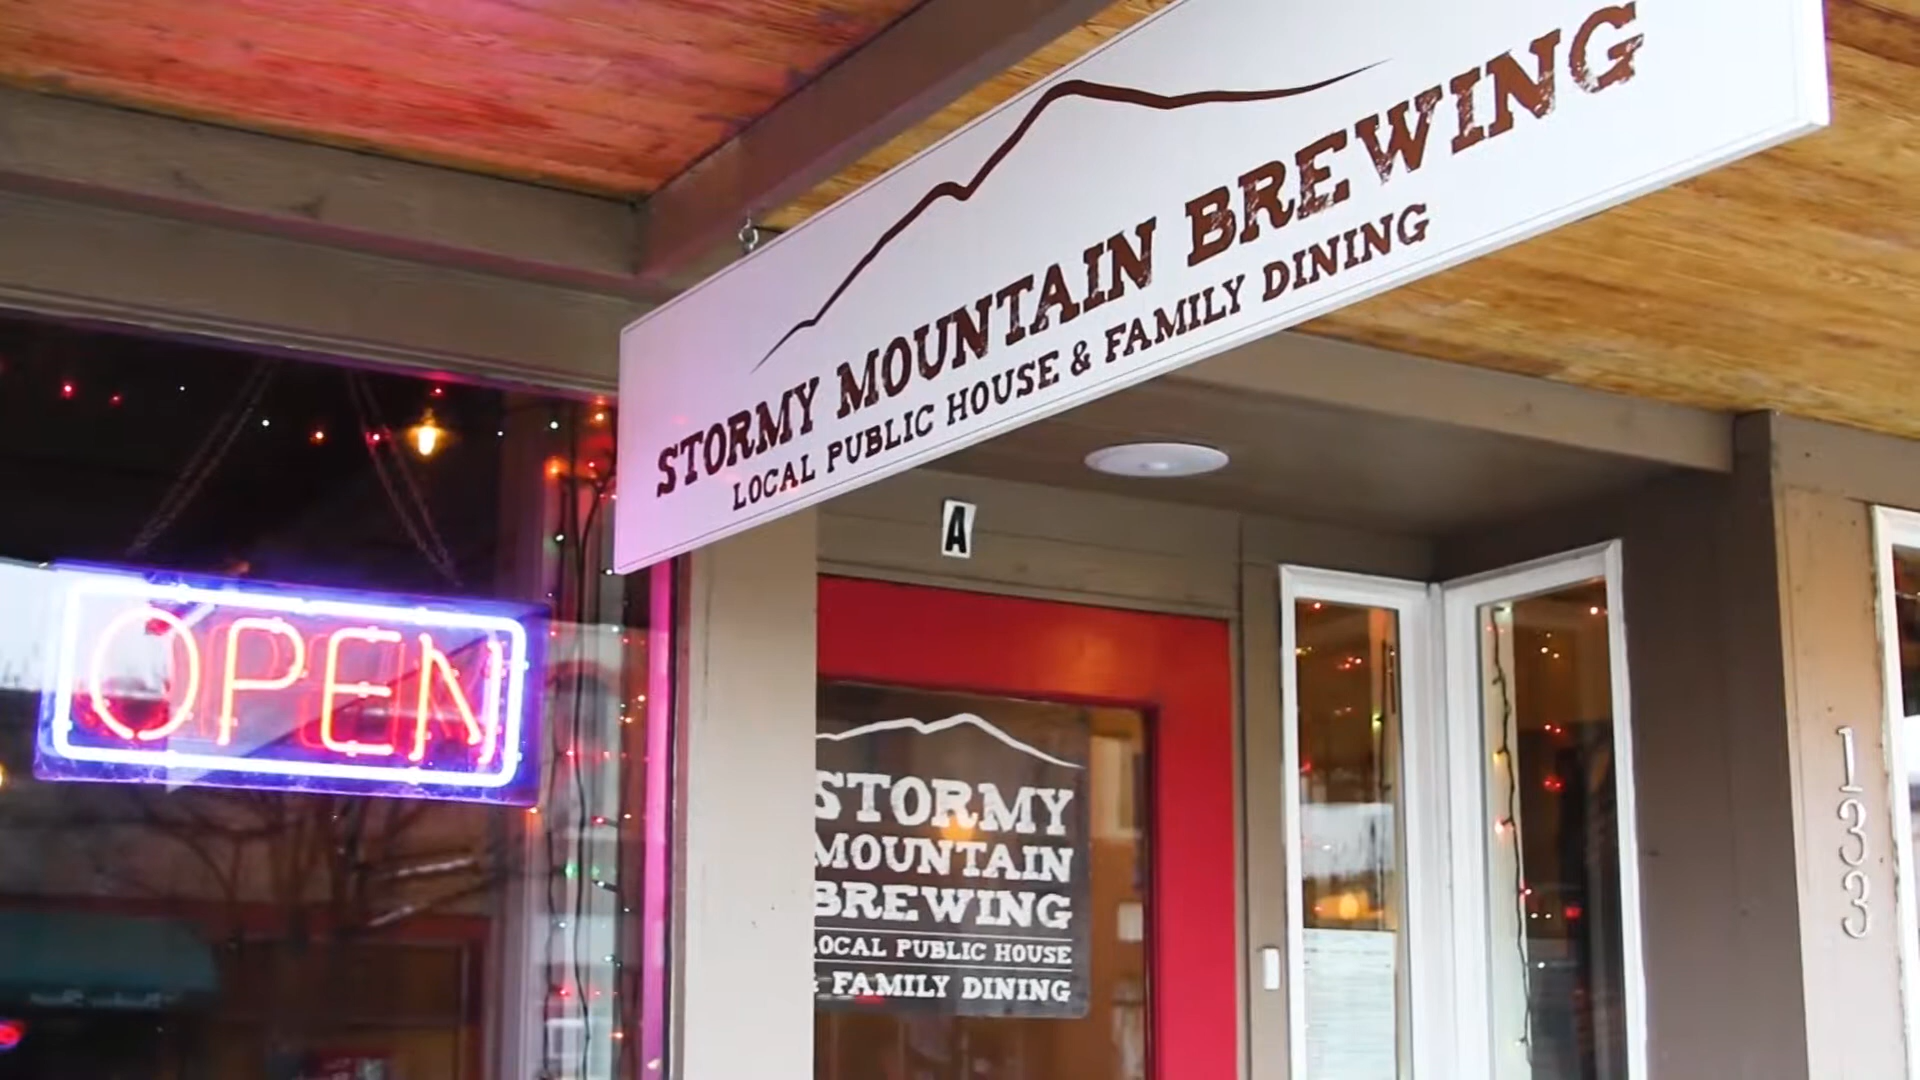 STORMY MOUNTAIN BREWING
LOCAL PUBLIC HOUSE & FAMILY DINING
A
OPEN
STORMY
MOUNTAIN
BREWING
LOCAL PUBLIC HOUSE
& FAMILY DINING
133